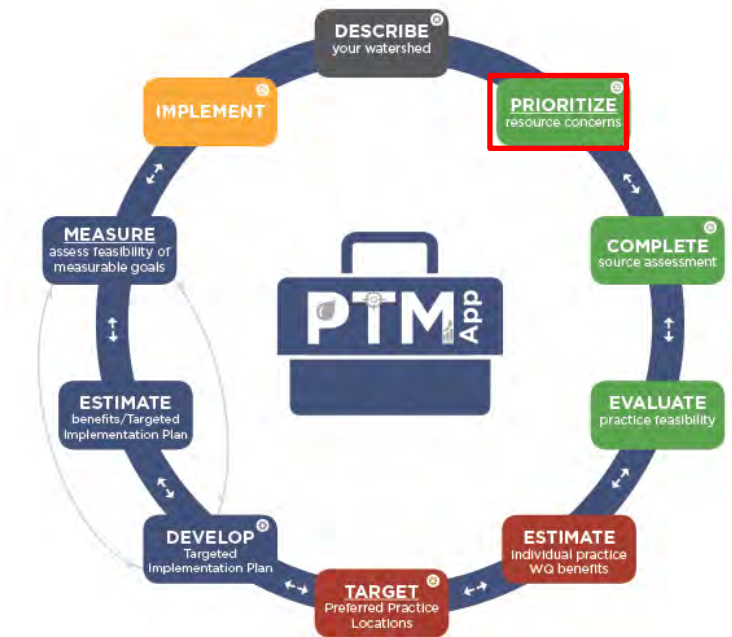 DESCRIBE
your watershed
PRIORITIZE
resource concerns
COMPLETE
source assessment
EVALUATE
practice feasibility
ESTIMATE
individual practice
WQ benefits
TARGET
Preferred Practice
Locations
DEVELOP
Targeted
Implementation Plan
ESTIMATE
benefits/Targeted
Implementation Plan
MEASURE
assess feasibility of
measurable goals
IMPLEMENT
PTM App